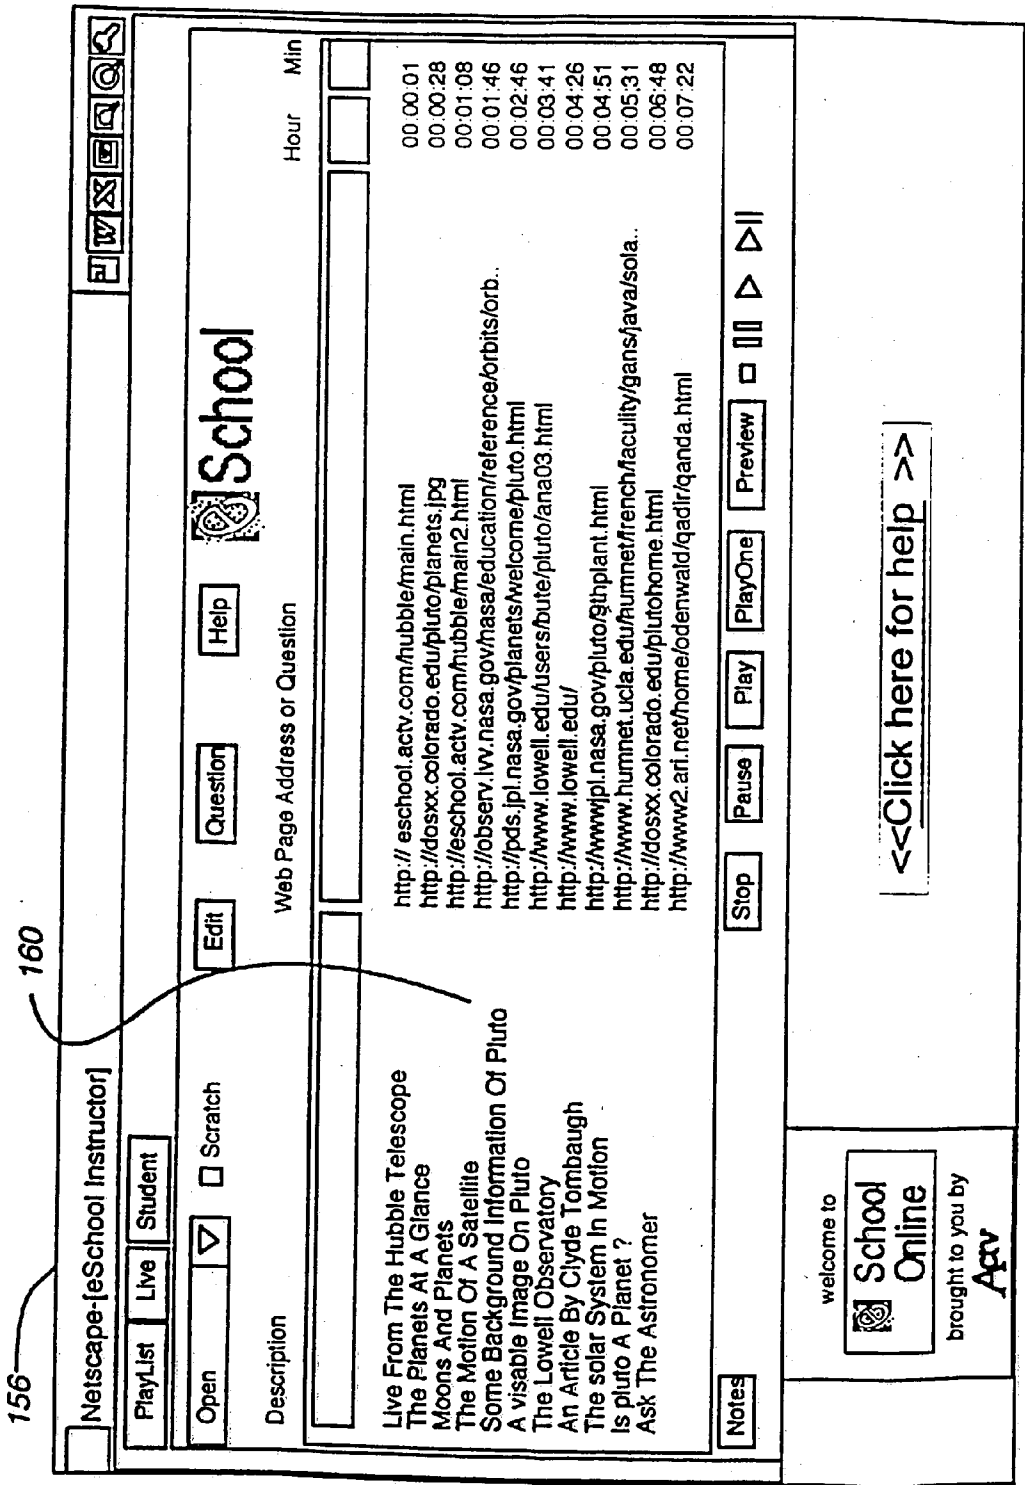 156
160
Netscape-[eSchool Instructor]
PlayList Live Student
Open Scratch Edit Question Help School
Description Web Page Address or Question Hour Min
Live From The Hubble Telescope http:// eschool.actv.com/hubble/main.html 00:00:01
The Planets At A Glance http://dosxx.colorado.edu/pluto/planets.jpg 00:00:28
Moons And Planets http://eschool.actv.com/hubble/main2.html 00:01:08
The Motion Of A Satellite http://observ.ivv.nasa.gov/nasa/education/reference/orbits/orb.. 00:01:46
Some Background Information Of Pluto http://pds.jpl.nasa.gov/planets/welcome/pluto.html 00:02:46
A visable Image On Pluto http://www.lowell.edu/users/bute/pluto/ana03.html 00:03:41
The Lowell Observatory http://www.lowell.edu/ 00:04:26
An Article By Clyde Tombaugh http://wwwjpl.nasa.gov/pluto/9thplant.html 00:04:51
The solar System In Motion http://www.humnet.ucla.edu/humnet/french/faculity/gans/java/sola.. 00:05:31
Is pluto A Planet ? http://dosxx.colorado.edu/plutohome.html 00:06:48
Ask The Astronomer http://www2.ari.net/home/odenwald/qadir/qanda.html 00:07:22
Notes Stop Pause Play PlayOne Preview
welcome to
School
Online
brought to you by
Actv
<<Click here for help >>